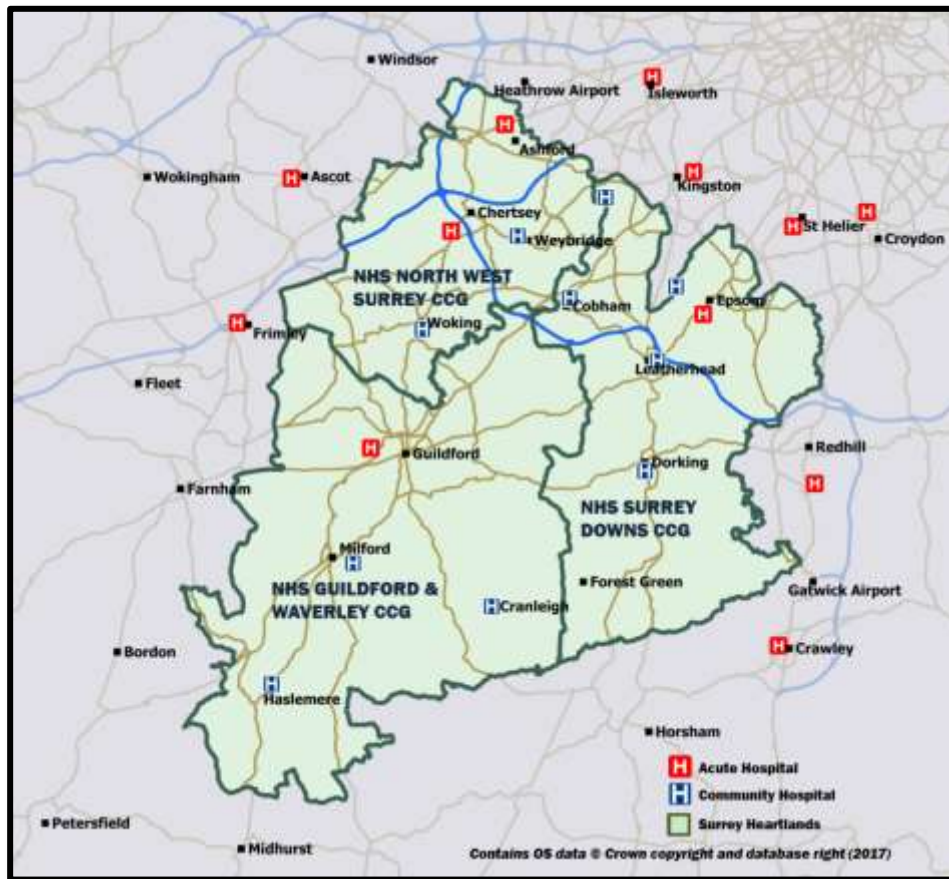 Windsor
Heathrow Airport
Isleworth
Ashford
Wokingham
Ascot
Kingston
Chertsey
St Helier
Croydon
Weybridge
NHS NORTH WEST
SURREY CCG
Epsom
Cobham
Woking
Frimley
Leatherhead
Fleet
Guildford
Redhill
Dorking
Farnham
NHS SURREY
DOWNS CCG
Milford
Forest Green
Gatwick Airport
NHS GUILDFORD &
WAVERLEY CCG
Cranleigh
Bordon
Crawley
Haslemere
Horsham
H Acute Hospital
H Community Hospital
Surrey Heartlands
Petersfield
Midhurst
Contains OS data © Crown copyright and database right (2017)